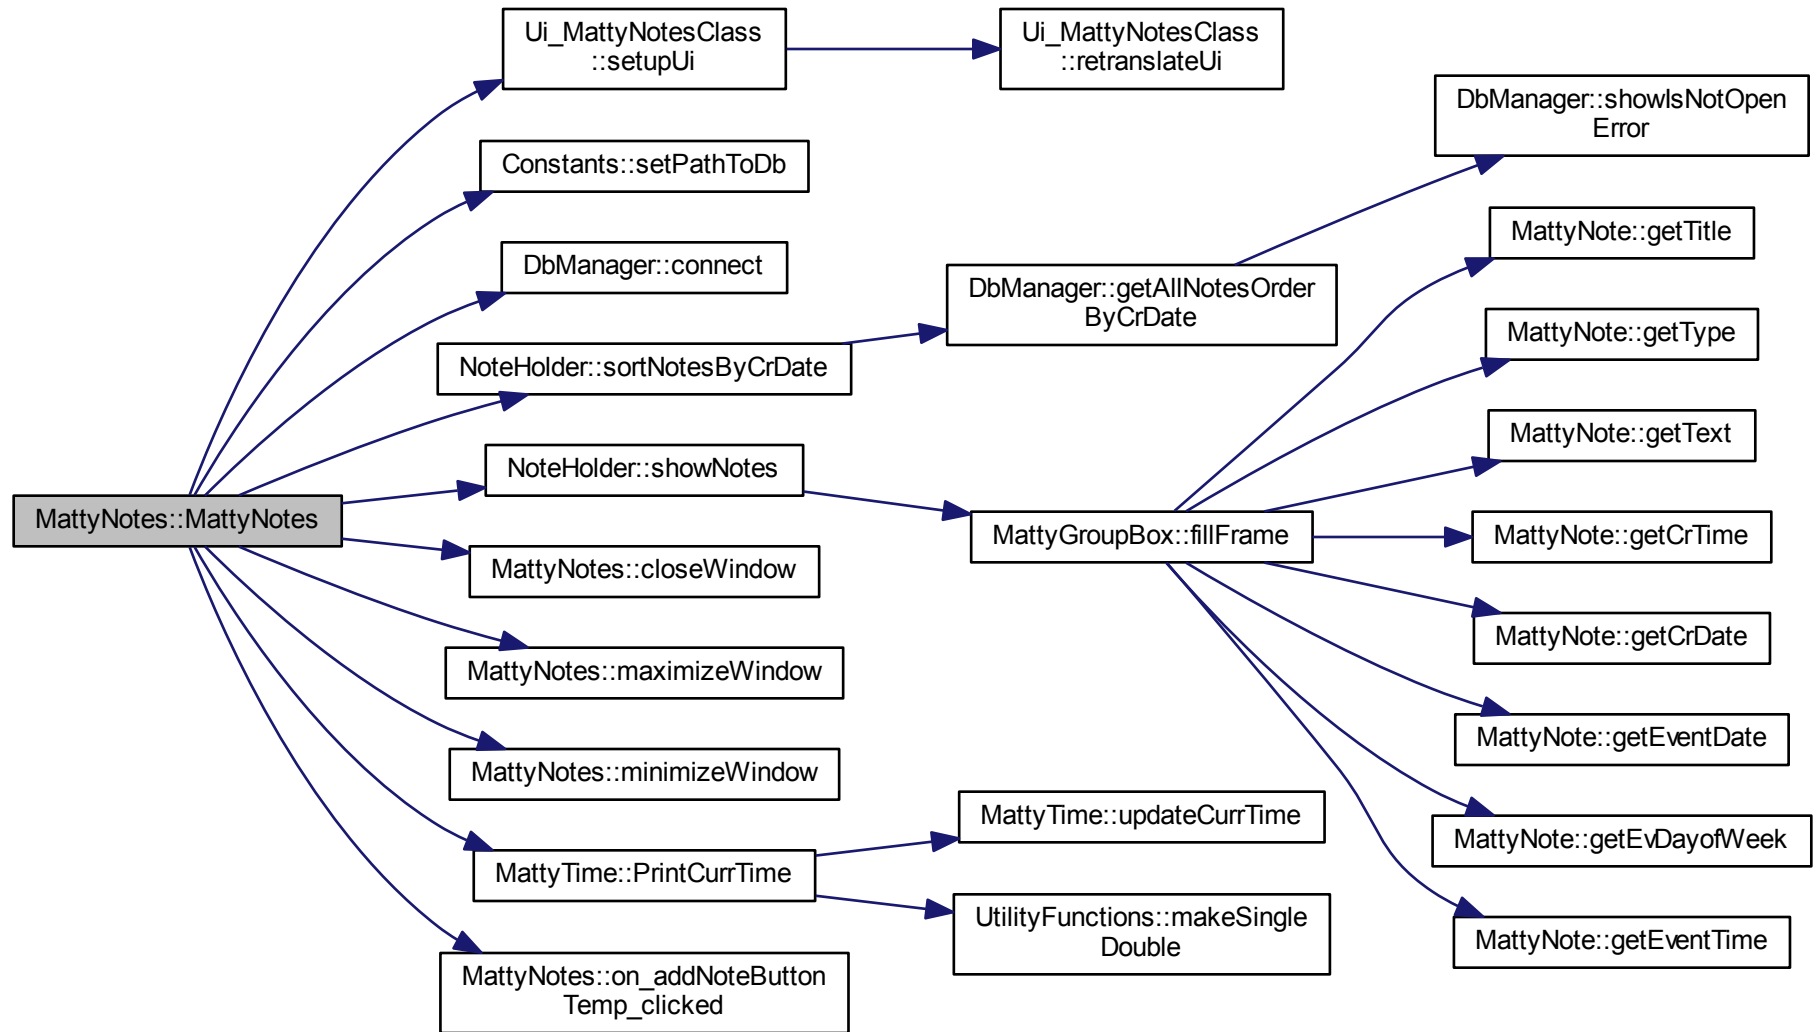 Ui_MattyNotesClass
::setupUi
Ui_MattyNotesClass
::retranslateUi
Constants::setPathToDb
DbManager::connect
NoteHolder::sortNotesByCrDate
DbManager::getAllNotesOrder
ByCrDate
DbManager::showIsNotOpen
Error
MattyNotes::MattyNotes
NoteHolder::showNotes
MattyGroupBox::fillFrame
MattyNote::getTitle
MattyNote::getType
MattyNote::getText
MattyNote::getCrTime
MattyNote::getCrDate
MattyNote::getEventDate
MattyNote::getEvDayofWeek
MattyNote::getEventTime
MattyNotes::closeWindow
MattyNotes::maximizeWindow
MattyNotes::minimizeWindow
MattyTime::PrintCurrTime
MattyTime::updateCurrTime
UtilityFunctions::makeSingle
Double
MattyNotes::on_addNoteButton
Temp_clicked